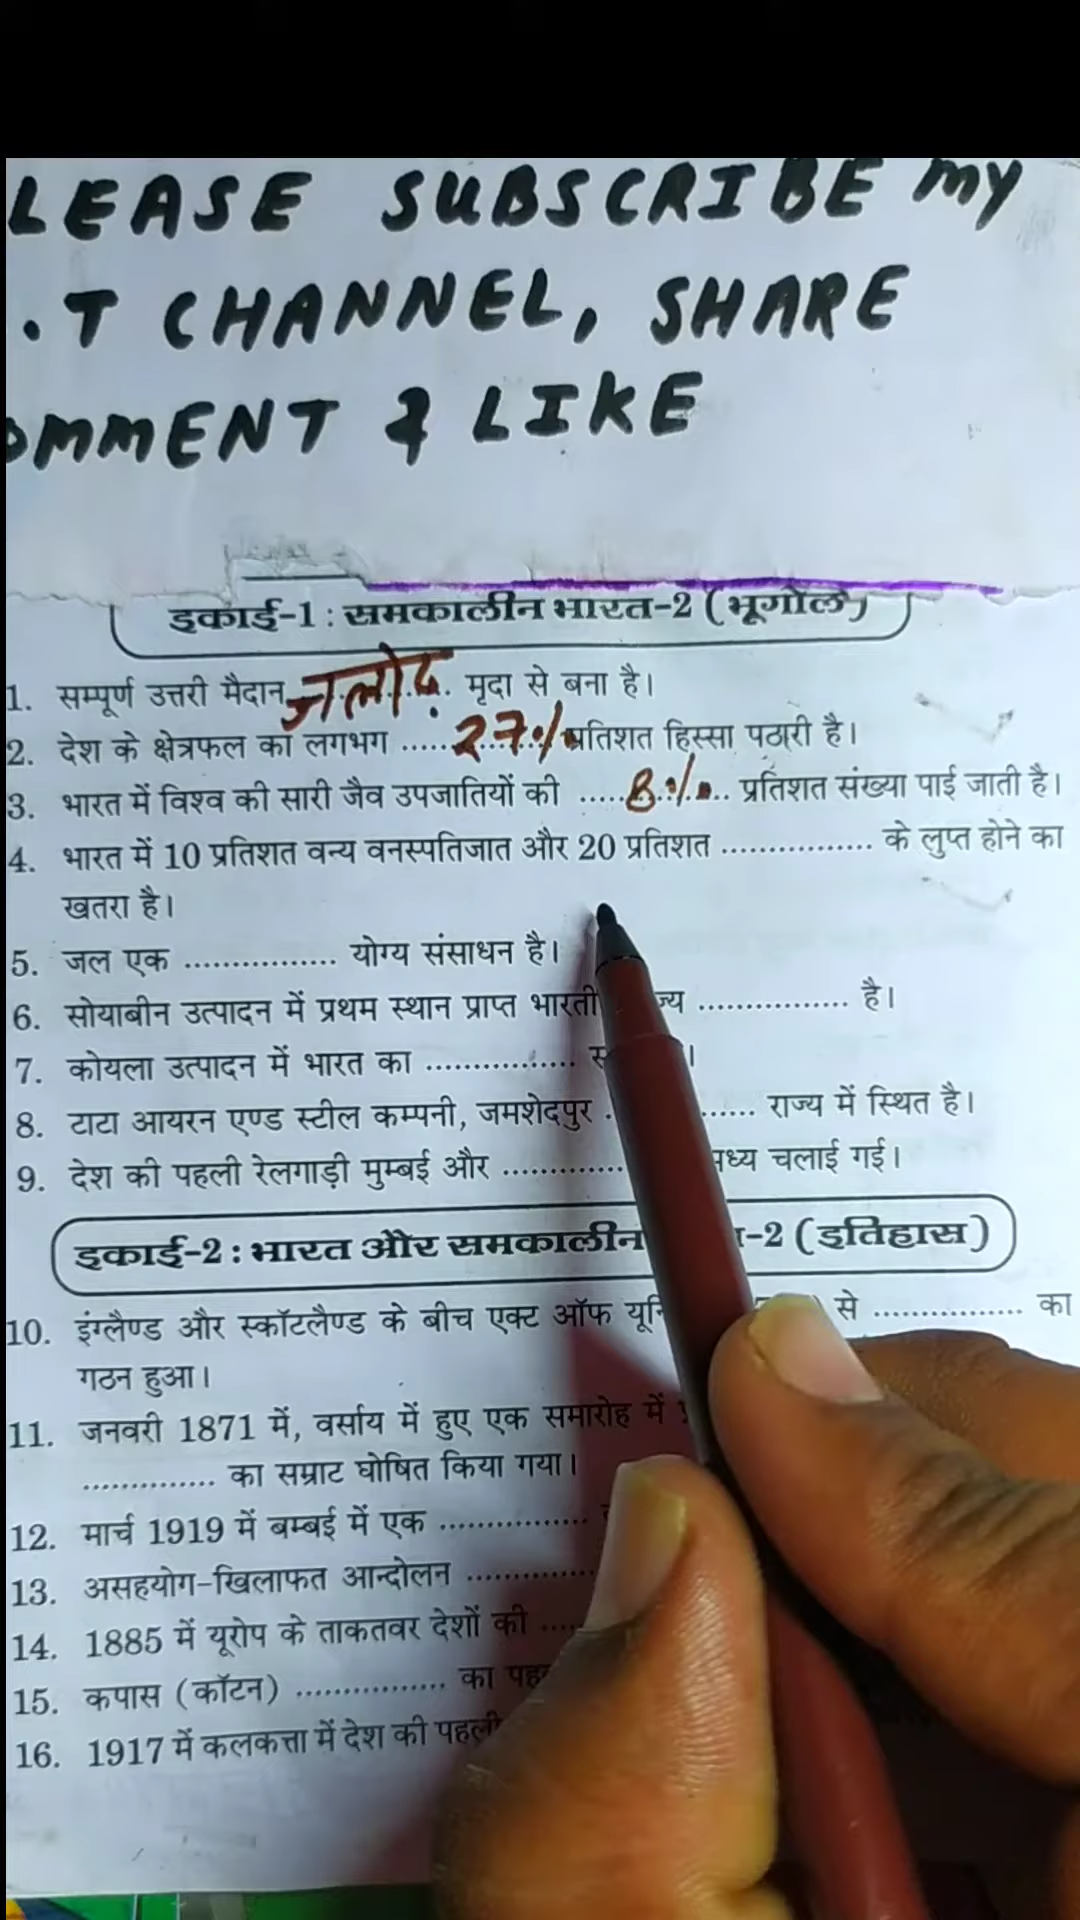 LEASE SUBSCRIBE MY
.T CHANNEL, SHARE
OMMENT & LIKE
इकाई-1 : समकालीन भारत-2 (भूगोल)
1. सम्पूर्ण उत्तरी मैदान जलोढ़ मृदा से बना है।
2. देश के क्षेत्रफल का लगभग ..... 27% प्रतिशत हिस्सा पठारी है।
3. भारत में विश्व की सारी जैव उपजातियों की ..... 8% .. प्रतिशत संख्या पाई जाती है।
4. भारत में 10 प्रतिशत वन्य वनस्पतिजात और 20 प्रतिशत ............... के लुप्त होने का
खतरा है।
5. जल एक ............... योग्य संसाधन है।
6. सोयाबीन उत्पादन में प्रथम स्थान प्राप्त भारती ज्य ............... है।
7. कोयला उत्पादन में भारत का ............... स ।
8. टाटा आयरन एण्ड स्टील कम्पनी, जमशेदपुर . ...... राज्य में स्थित है।
9. देश की पहली रेलगाड़ी मुम्बई और ............ मध्य चलाई गई।
इकाई-2 : भारत और समकालीन -2 (इतिहास)
10. इंग्लैण्ड और स्कॉटलैण्ड के बीच एक्ट ऑफ यूनि ) से ............... का
गठन हुआ।
11. जनवरी 1871 में, वर्साय में हुए एक समारोह में
............. का सम्राट घोषित किया गया।
12. मार्च 1919 में बम्बई में एक ...............
13. असहयोग-खिलाफत आन्दोलन .............
14. 1885 में यूरोप के ताकतवर देशों की ....
15. कपास (कॉटन) ............... का पह
16. 1917 में कलकत्ता में देश की पहली